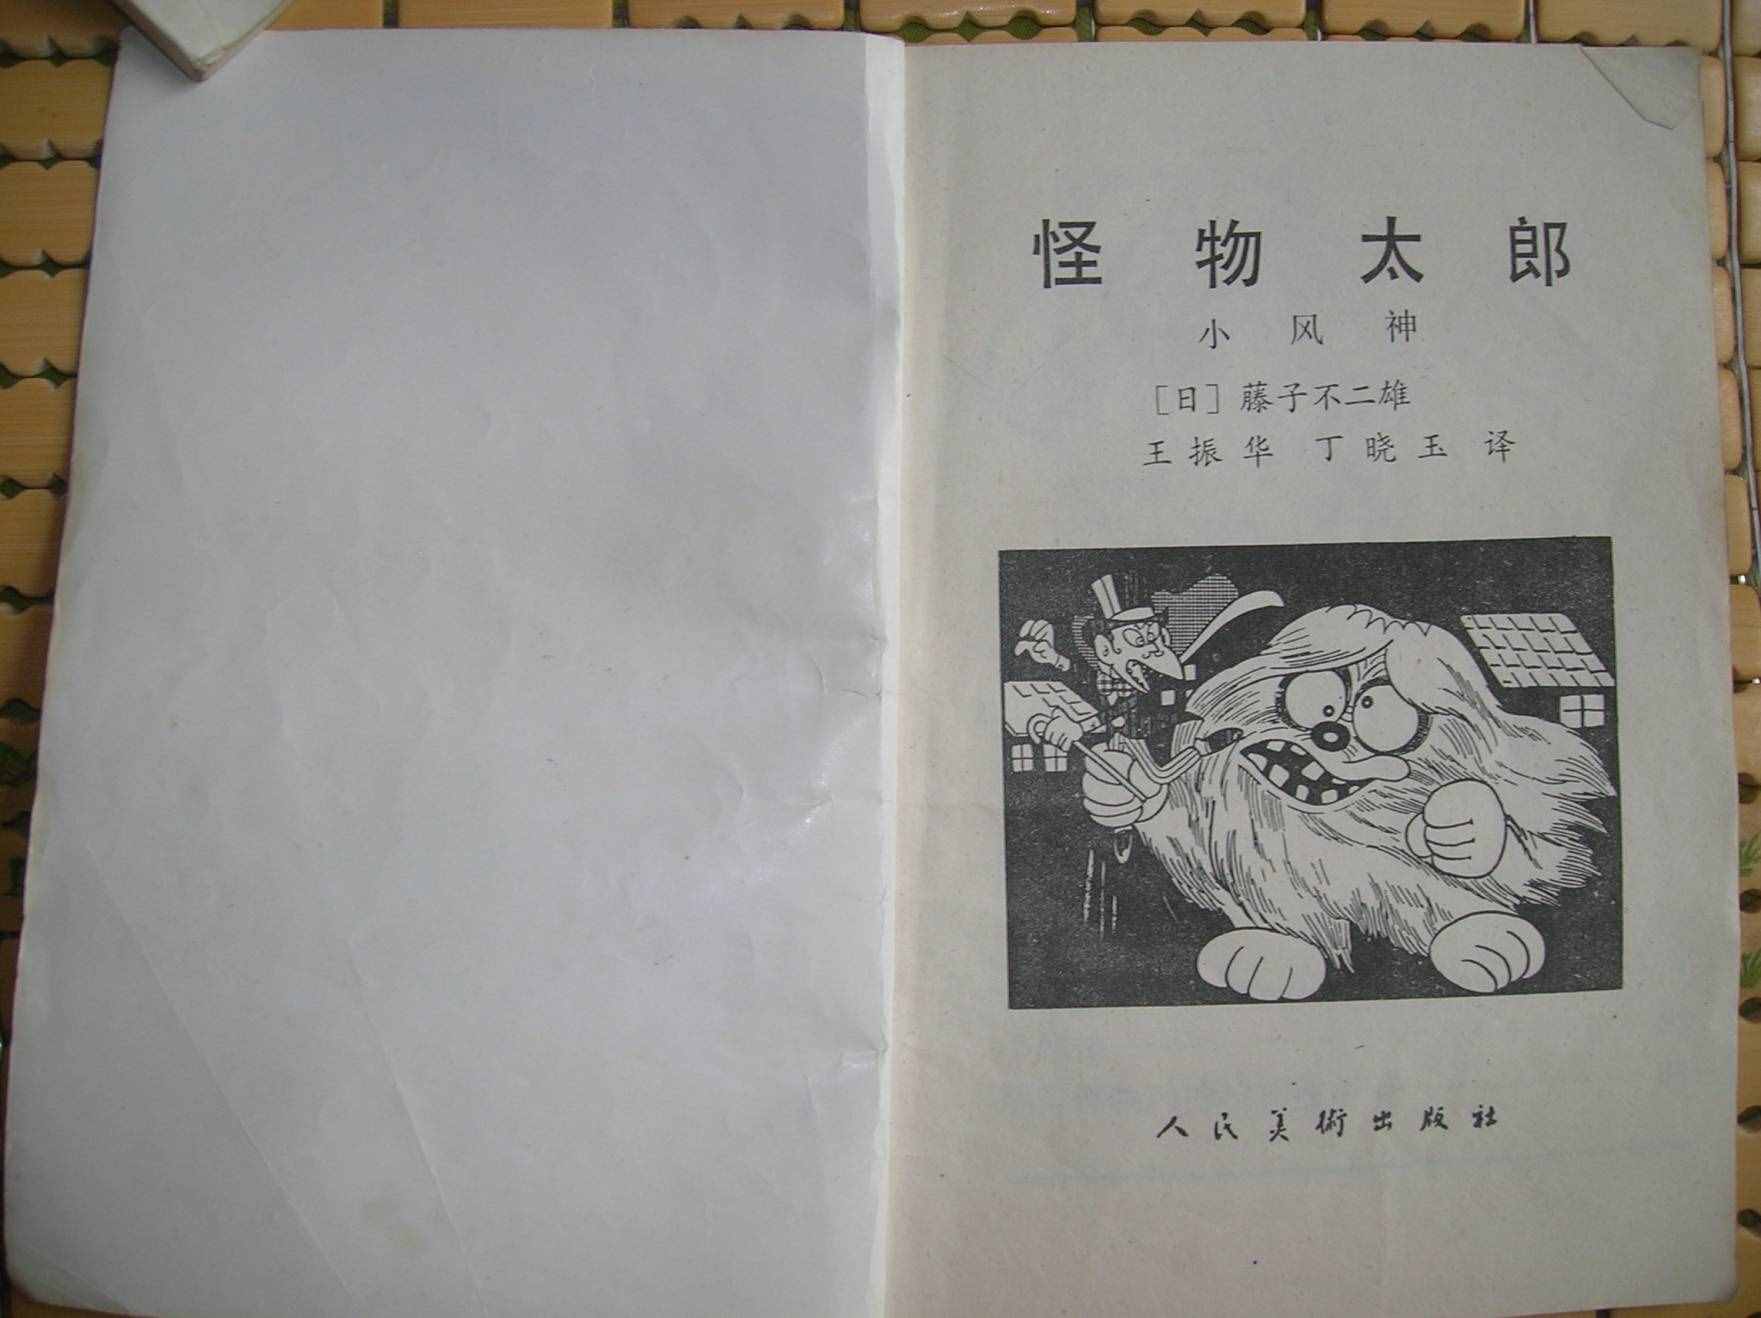 怪物太郎
小风神
［日］藤子不二雄
王振华 丁晓玉 译
人民美術出版社